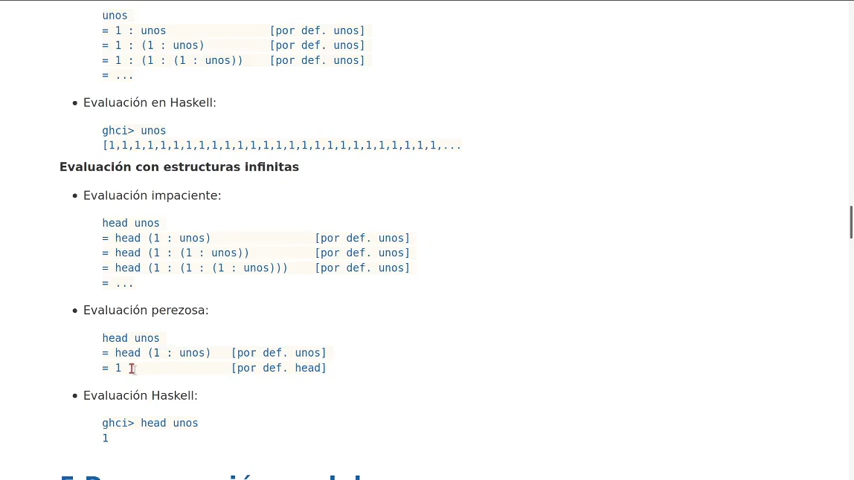 unos
= 1 : unos [por def. unos]
= 1 : (1 : unos) [por def. unos]
= 1 : (1 : (1 : unos)) [por def. unos]
= ...
• Evaluación en Haskell:
ghci> unos
[1,1,1,1,1,1,1,1,1,1,1,1,1,1,1,1,1,1,1,1,1,1,1,1,1,1,...
Evaluación con estructuras infinitas
• Evaluación impaciente:
head unos
= head (1 : unos) [por def. unos]
= head (1 : (1 : unos)) [por def. unos]
= head (1 : (1 : (1 : unos))) [por def. unos]
= ...
• Evaluación perezosa:
head unos
= head (1 : unos) [por def. unos]
= 1 [por def. head]
• Evaluación Haskell:
ghci> head unos
1